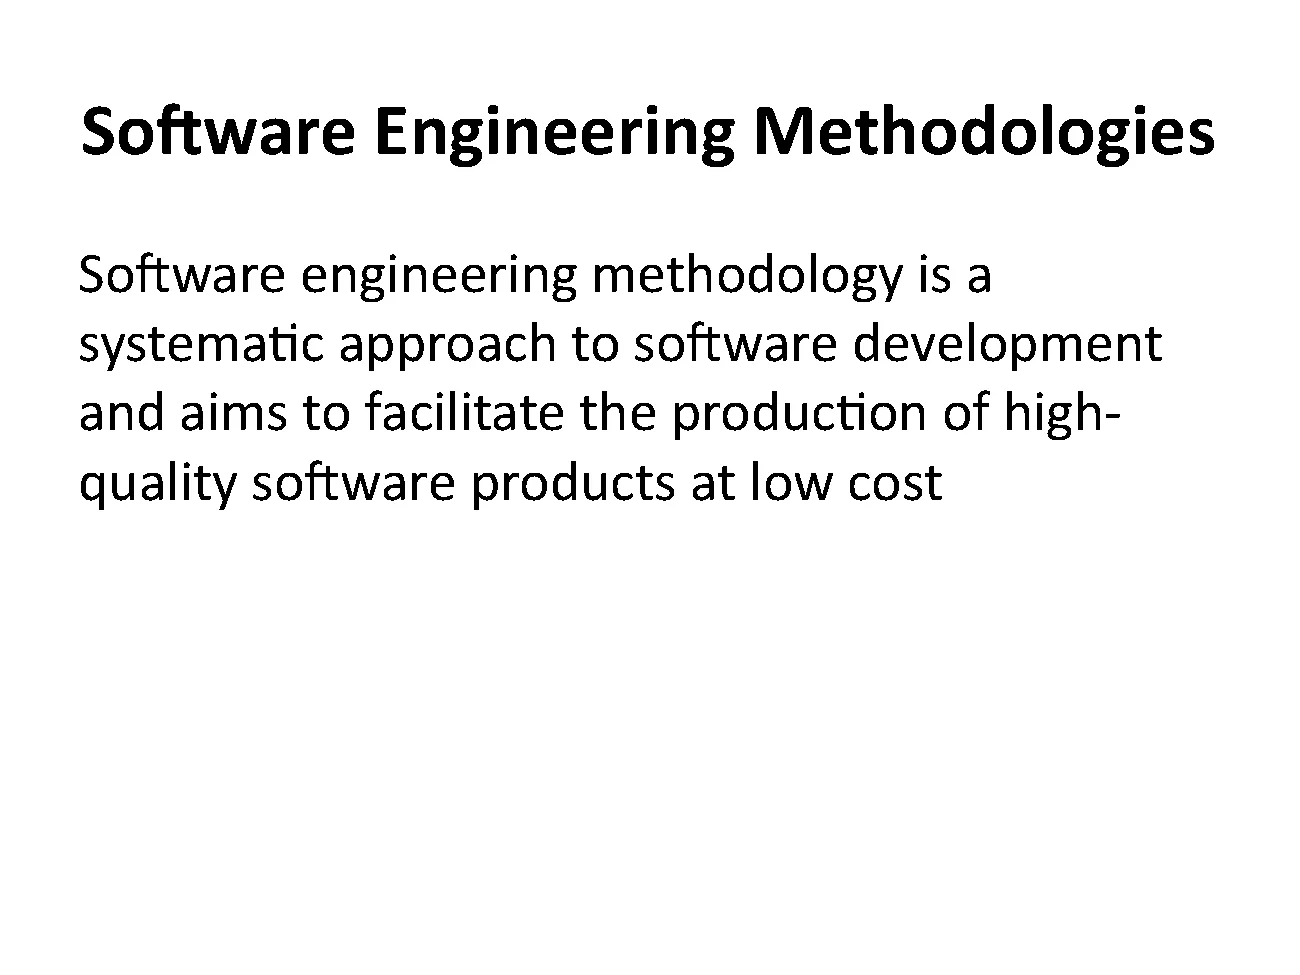 Software Engineering Methodologies
Software engineering methodology is a
systematic approach to software development
and aims to facilitate the production of high-
quality software products at low cost